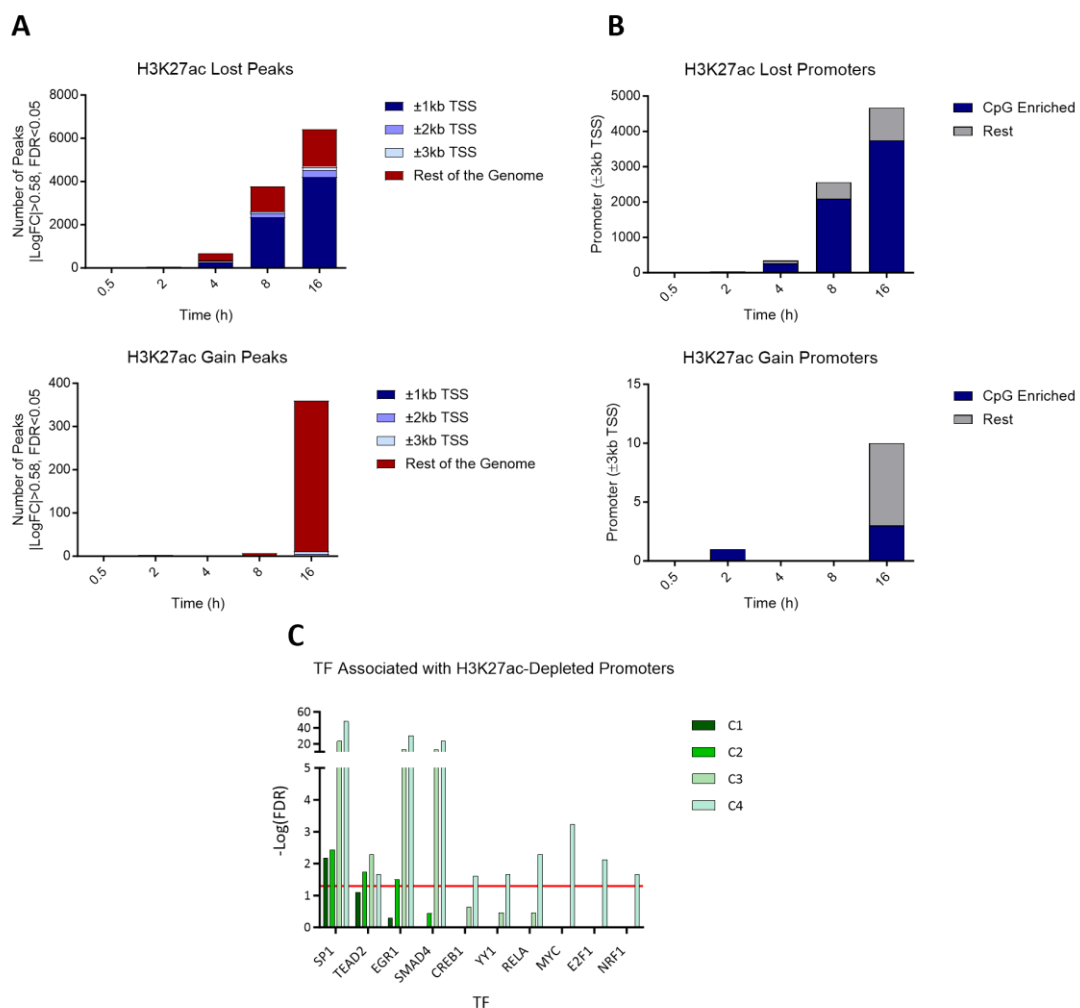 A
H3K27ac Lost Peaks
Number of Peaks
|LogFC|>0.58, FDR<0.05
8000
6000
4000
2000
0
0.5
2
4
8
16
Time (h)
±1kb TSS
±2kb TSS
±3kb TSS
Rest of the Genome
H3K27ac Gain Peaks
Number of Peaks
|LogFC|>0.58, FDR<0.05
400
300
200
100
0
0.5
2
4
8
16
Time (h)
±1kb TSS
±2kb TSS
±3kb TSS
Rest of the Genome
B
H3K27ac Lost Promoters
Promoter (±3kb TSS)
5000
4000
3000
2000
1000
0
0.5
2
4
8
16
Time (h)
CpG Enriched
Rest
H3K27ac Gain Promoters
Promoter (±3kb TSS)
15
10
5
0
0.5
2
4
8
16
Time (h)
CpG Enriched
Rest
C
TF Associated with H3K27ac-Depleted Promoters
-Log(FDR)
60
40
20
5
4
3
2
1
0
SP1
TEAD2
EGR1
SMAD4
CREB1
YY1
RELA
MYC
E2F1
NRF1
TF
C1
C2
C3
C4